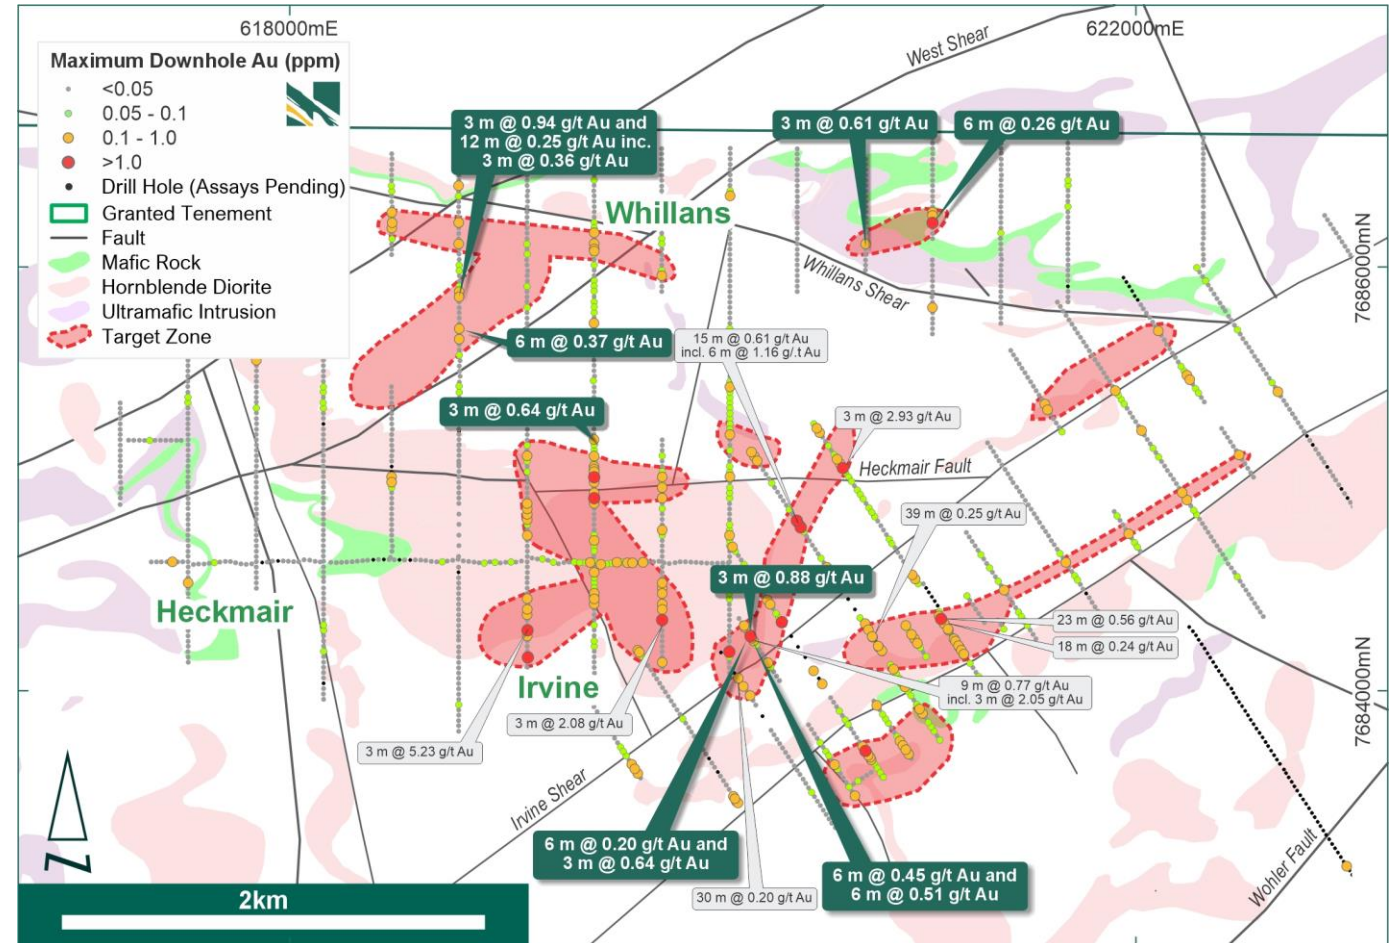 618000mE
622000mE
West Shear
Maximum Downhole Au (ppm)
<0.05
0.05 - 0.1
0.1 - 1.0
>1.0
Drill Hole (Assays Pending)
Granted Tenement
Fault
Mafic Rock
Hornblende Diorite
Ultramafic Intrusion
Target Zone
3 m @ 0.94 g/t Au and
12 m @ 0.25 g/t Au inc.
3 m @ 0.36 g/t Au
3 m @ 0.61 g/t Au
6 m @ 0.26 g/t Au
Whillans
Whillans Shear
7686000mN
6 m @ 0.37 g/t Au
15 m @ 0.61 g/t Au
incl. 6 m @ 1.16 g/.t Au
3 m @ 0.64 g/t Au
3 m @ 2.93 g/t Au
Heckmair Fault
39 m @ 0.25 g/t Au
3 m @ 0.88 g/t Au
Heckmair
23 m @ 0.56 g/t Au
18 m @ 0.24 g/t Au
Irvine
9 m @ 0.77 g/t Au
incl. 3 m @ 2.05 g/t Au
7684000mN
3 m @ 2.08 g/t Au
3 m @ 5.23 g/t Au
Irvine Shear
6 m @ 0.20 g/t Au and
3 m @ 0.64 g/t Au
6 m @ 0.45 g/t Au and
6 m @ 0.51 g/t Au
30 m @ 0.20 g/t Au
Wohler Fault
N
2km